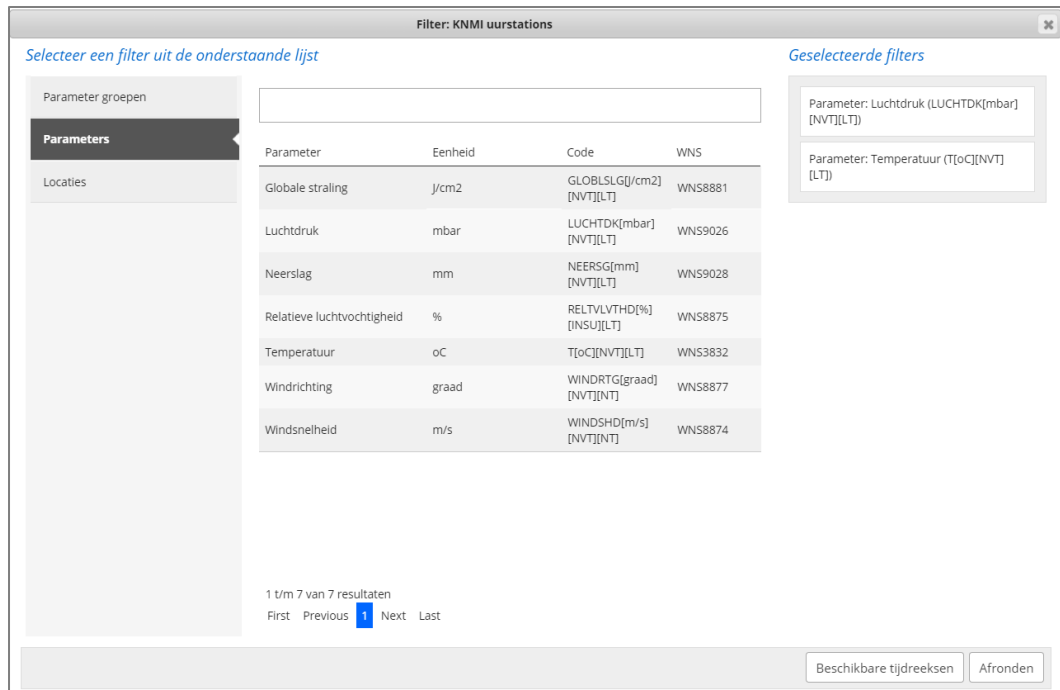 Filter: KNMI uurstations
Selecteer een filter uit de onderstaande lijst
Parameter groepen
Parameters
Locaties
Parameter Eenheid Code WNS
Globale straling J/cm2 GLOBLSLG[J/cm2] WNS8881
[NVT][LT]
Luchtdruk mbar LUCHTDK[mbar] WNS9026
[NVT][LT]
Neerslag mm NEERSG[mm] WNS9028
[NVT][LT]
Relatieve luchtvochtigheid % RELTVLVTHD[%] WNS8875
[INSU][LT]
Temperatuur oC T[oC][NVT][LT] WNS3832
Windrichting graad WINDRTG[graad] WNS8877
[NVT][NT]
Windsnelheid m/s WINDSHD[m/s] WNS8874
[NVT][NT]
1 t/m 7 van 7 resultaten
First Previous 1 Next Last
Geselecteerde filters
Parameter: Luchtdruk (LUCHTDK[mbar]
[NVT][LT])
Parameter: Temperatuur (T[oC][NVT]
[LT])
Beschikbare tijdreeksen Afronden